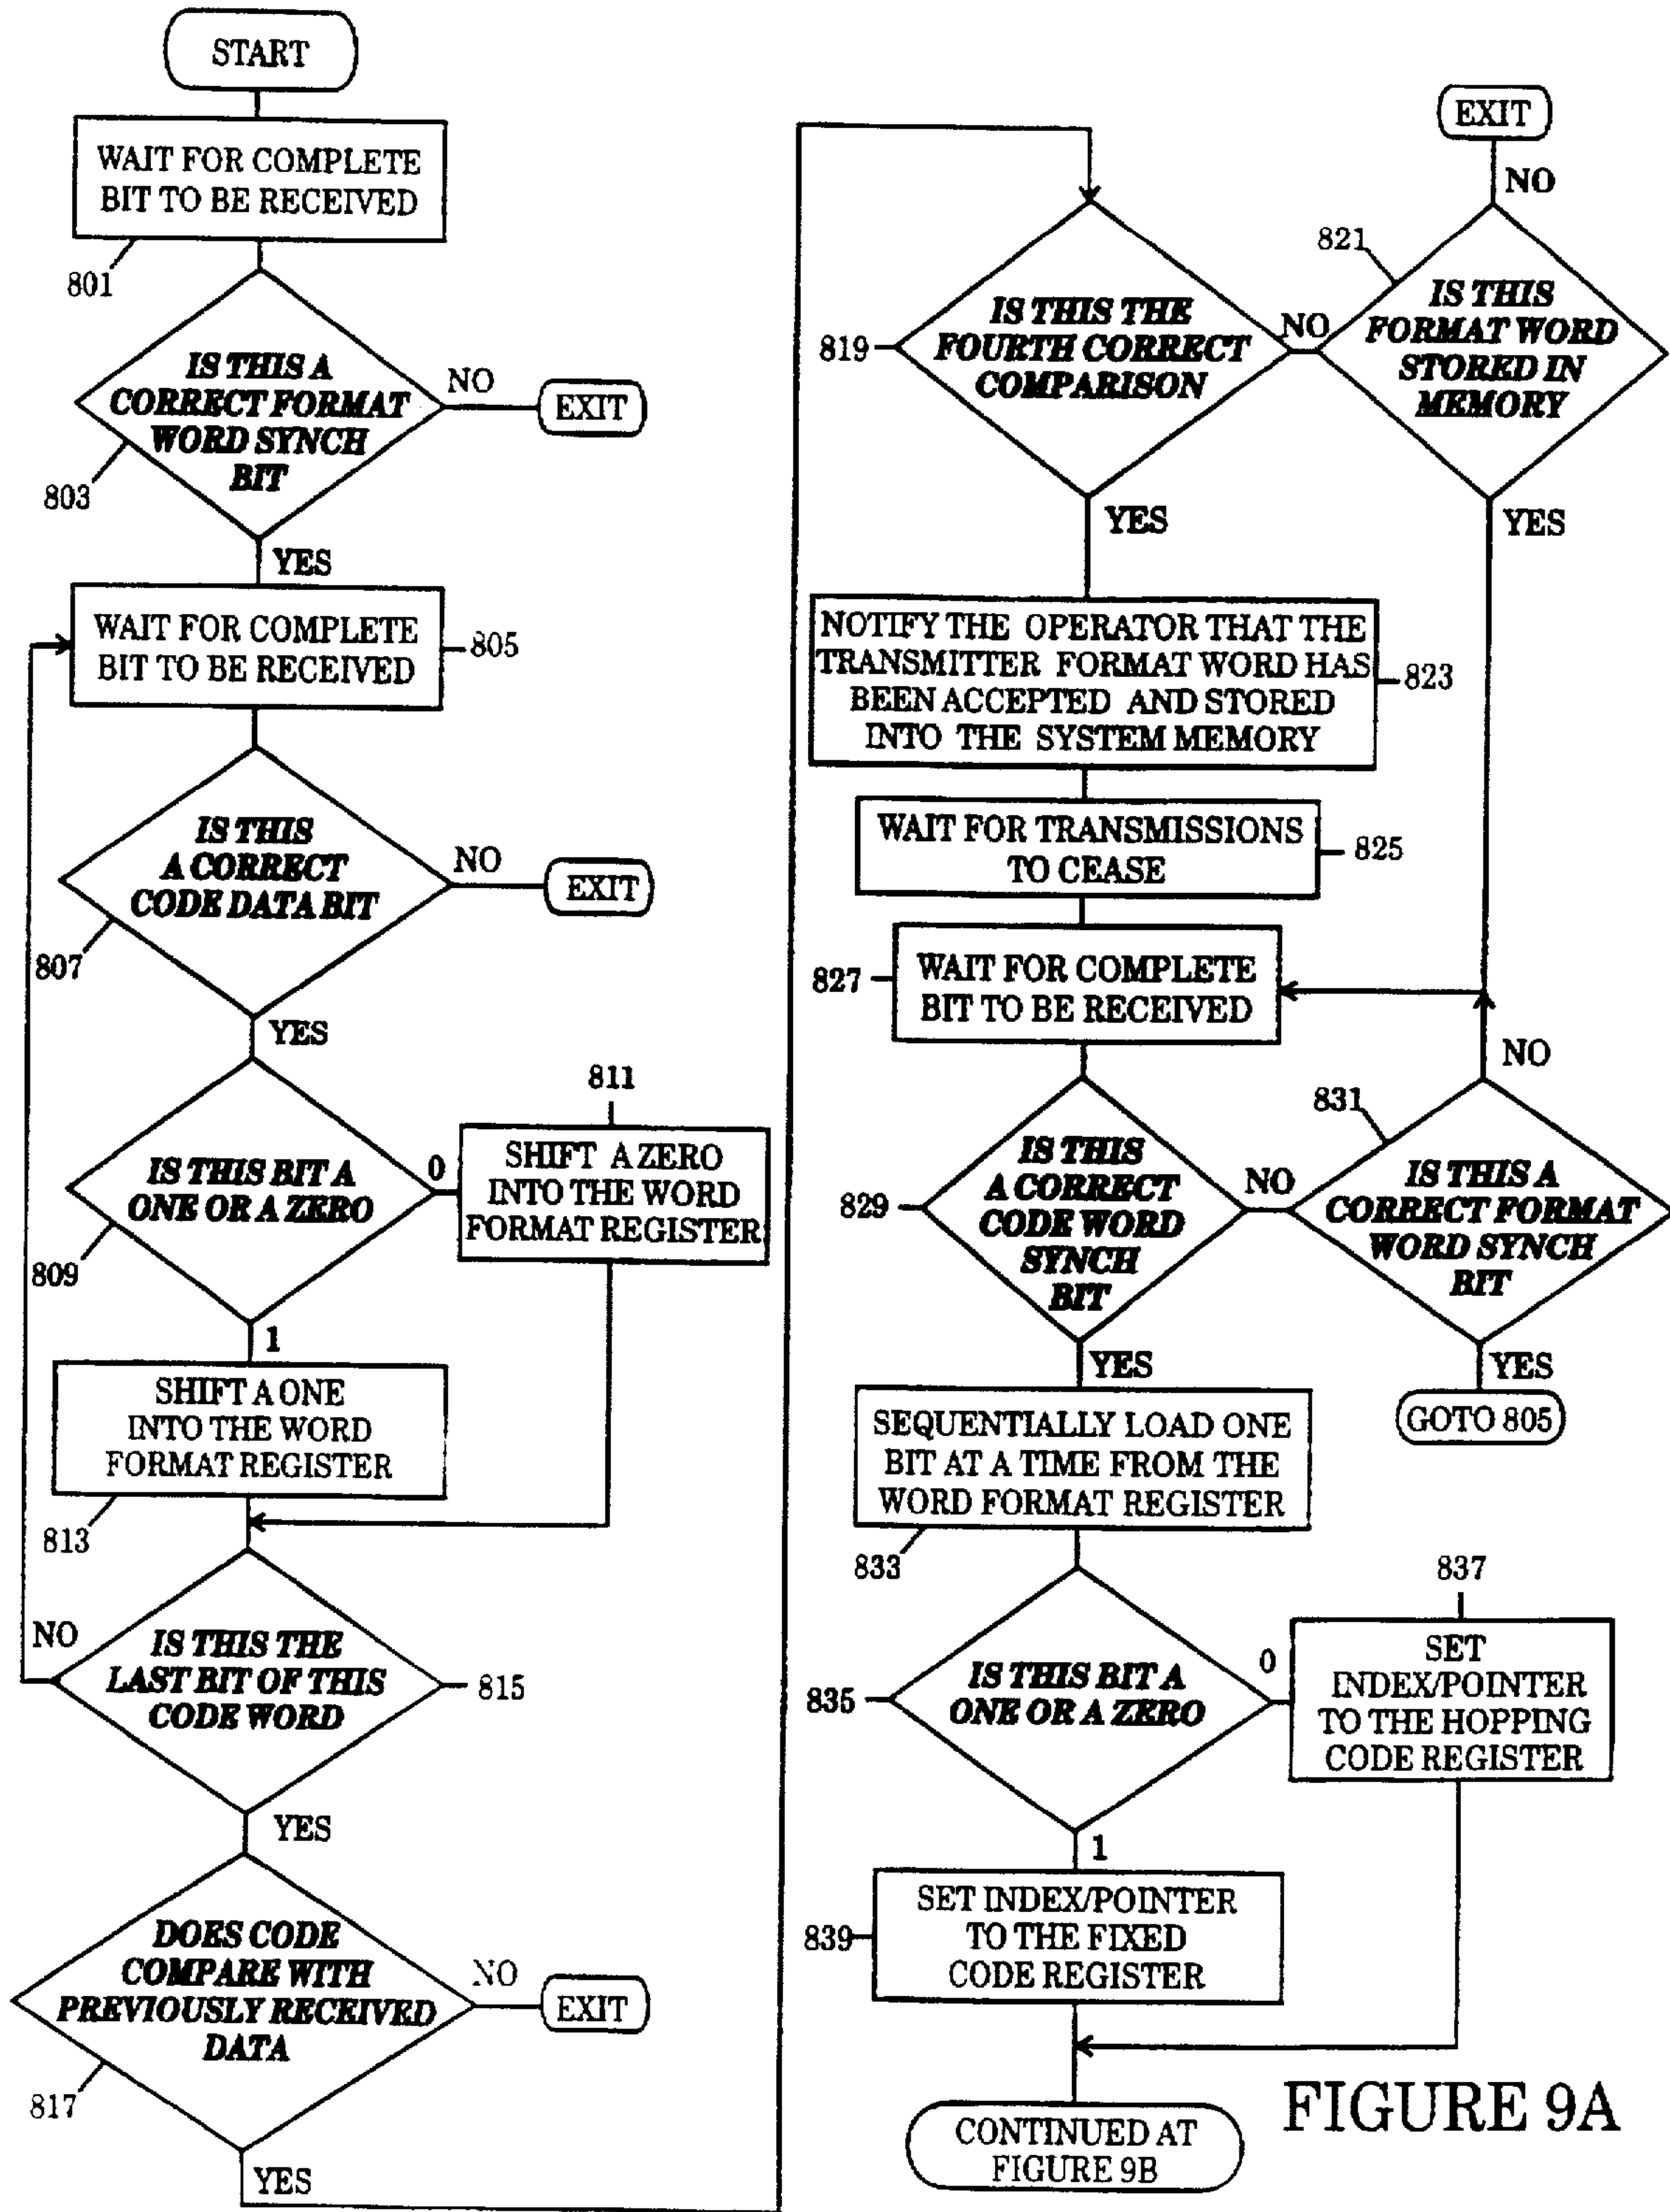 START
WAIT FOR COMPLETE
BIT TO BE RECEIVED
801
IS THIS A
CORRECT FORMAT
WORD SYNCH
BIT
NO
EXIT
803
YES
WAIT FOR COMPLETE
BIT TO BE RECEIVED
805
IS THIS
A CORRECT
CODE DATA BIT
NO
EXIT
807
YES
IS THIS BIT A
ONE OR A ZERO
0
809
811
SHIFT A ZERO
INTO THE WORD
FORMAT REGISTER
1
SHIFT A ONE
INTO THE WORD
FORMAT REGISTER
813
NO
IS THIS THE
LAST BIT OF THIS
CODE WORD
815
YES
DOES CODE
COMPARE WITH
PREVIOUSLY RECEIVED
DATA
NO
EXIT
817
YES
819
IS THIS THE
FOURTH CORRECT
COMPARISON
NO
EXIT
NO
821
IS THIS
FORMAT WORD
STORED IN
MEMORY
YES
YES
NOTIFY THE OPERATOR THAT THE
TRANSMITTER FORMAT WORD HAS
BEEN ACCEPTED AND STORED
INTO THE SYSTEM MEMORY
823
WAIT FOR TRANSMISSIONS
TO CEASE
825
827
WAIT FOR COMPLETE
BIT TO BE RECEIVED
NO
829
IS THIS
A CORRECT
CODE WORD
SYNCH
BIT
NO
831
IS THIS A
CORRECT FORMAT
WORD SYNCH
BIT
YES
YES
GOTO 805
SEQUENTIALLY LOAD ONE
BIT AT A TIME FROM THE
WORD FORMAT REGISTER
833
835
IS THIS BIT A
ONE OR A ZERO
0
837
SET
INDEX/POINTER
TO THE HOPPING
CODE REGISTER
1
839
SET INDEX/POINTER
TO THE FIXED
CODE REGISTER
CONTINUED AT
FIGURE 9B
FIGURE 9A